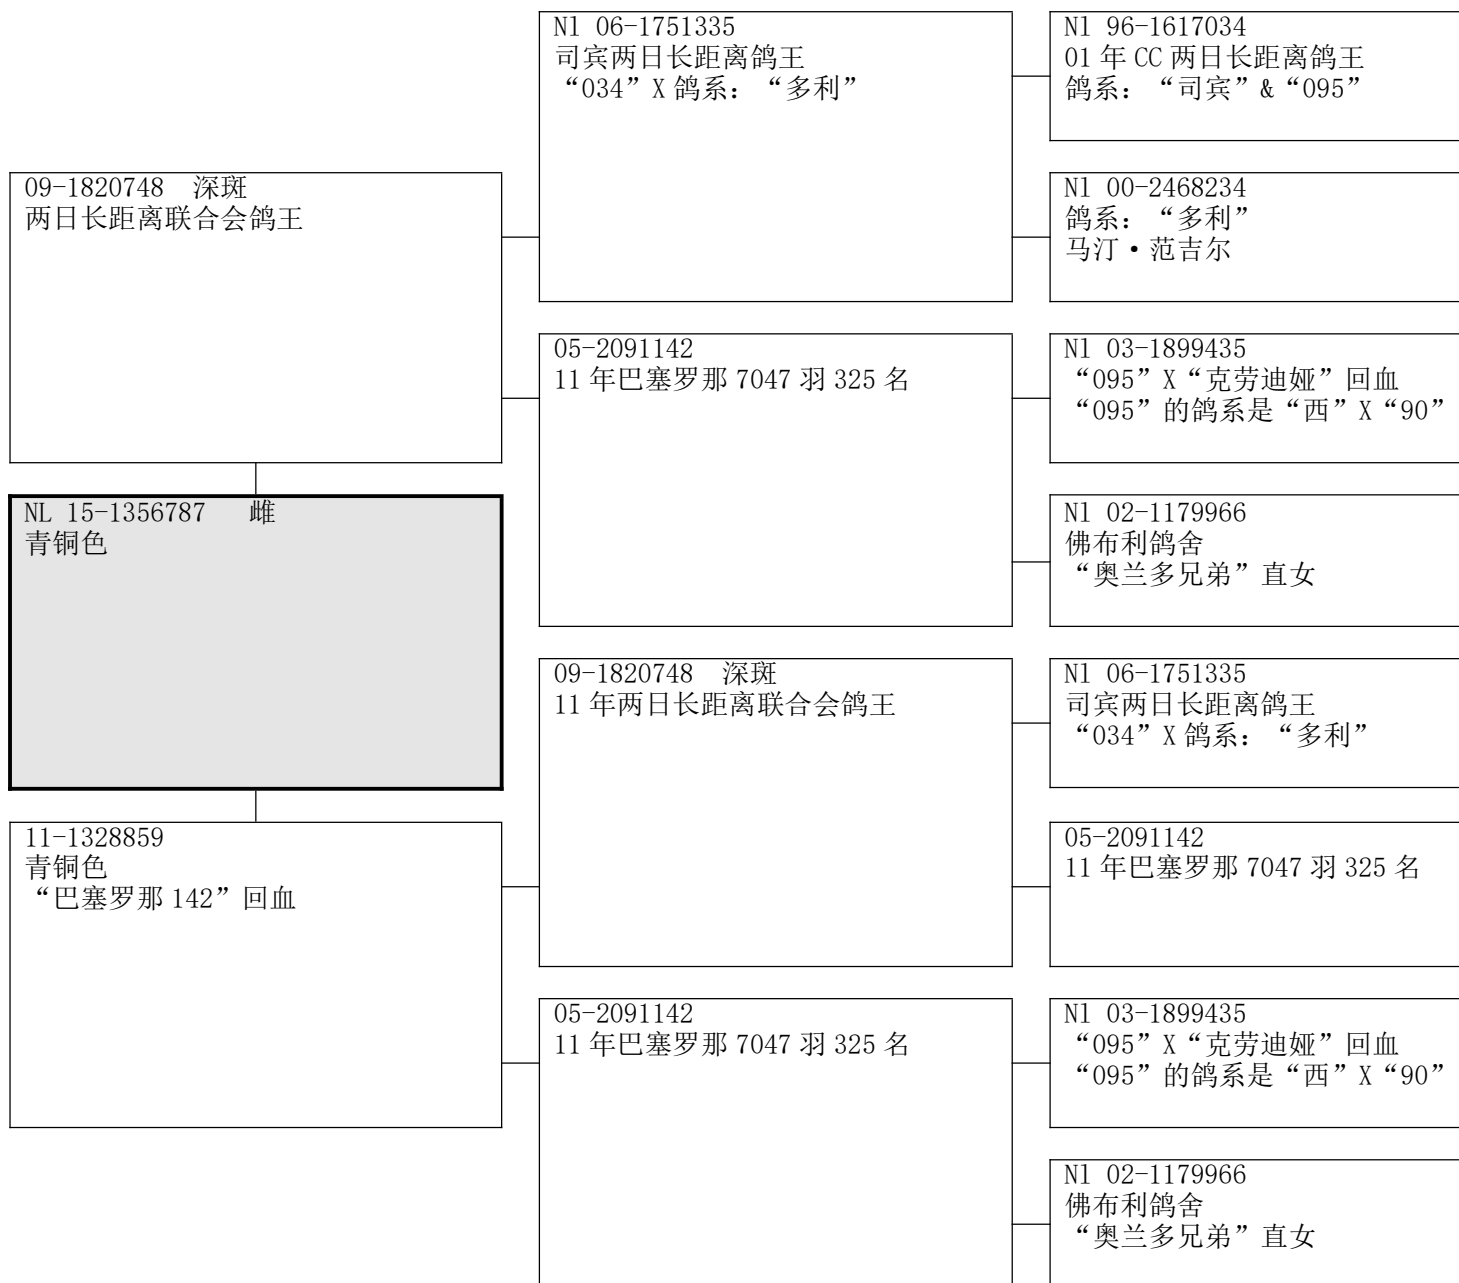 Nl 06-1751335
司宾两日长距离鸽王
“034”X 鸽系：“多利”
Nl 96-1617034
01 年 CC 两日长距离鸽王
鸽系：“司宾”&“095”
09-1820748 深斑
两日长距离联合会鸽王
Nl 00-2468234
鸽系：“多利”
马汀·范吉尔
05-2091142
11 年巴塞罗那 7047 羽 325 名
Nl 03-1899435
“095”X“克劳迪娅”回血
“095”的鸽系是“西”X“90”
NL 15-1356787 雌
青铜色
Nl 02-1179966
佛布利鸽舍
“奥兰多兄弟”直女
09-1820748 深斑
11 年两日长距离联合会鸽王
Nl 06-1751335
司宾两日长距离鸽王
“034”X 鸽系：“多利”
11-1328859
青铜色
“巴塞罗那 142”回血
05-2091142
11 年巴塞罗那 7047 羽 325 名
05-2091142
11 年巴塞罗那 7047 羽 325 名
Nl 03-1899435
“095”X“克劳迪娅”回血
“095”的鸽系是“西”X“90”
Nl 02-1179966
佛布利鸽舍
“奥兰多兄弟”直女